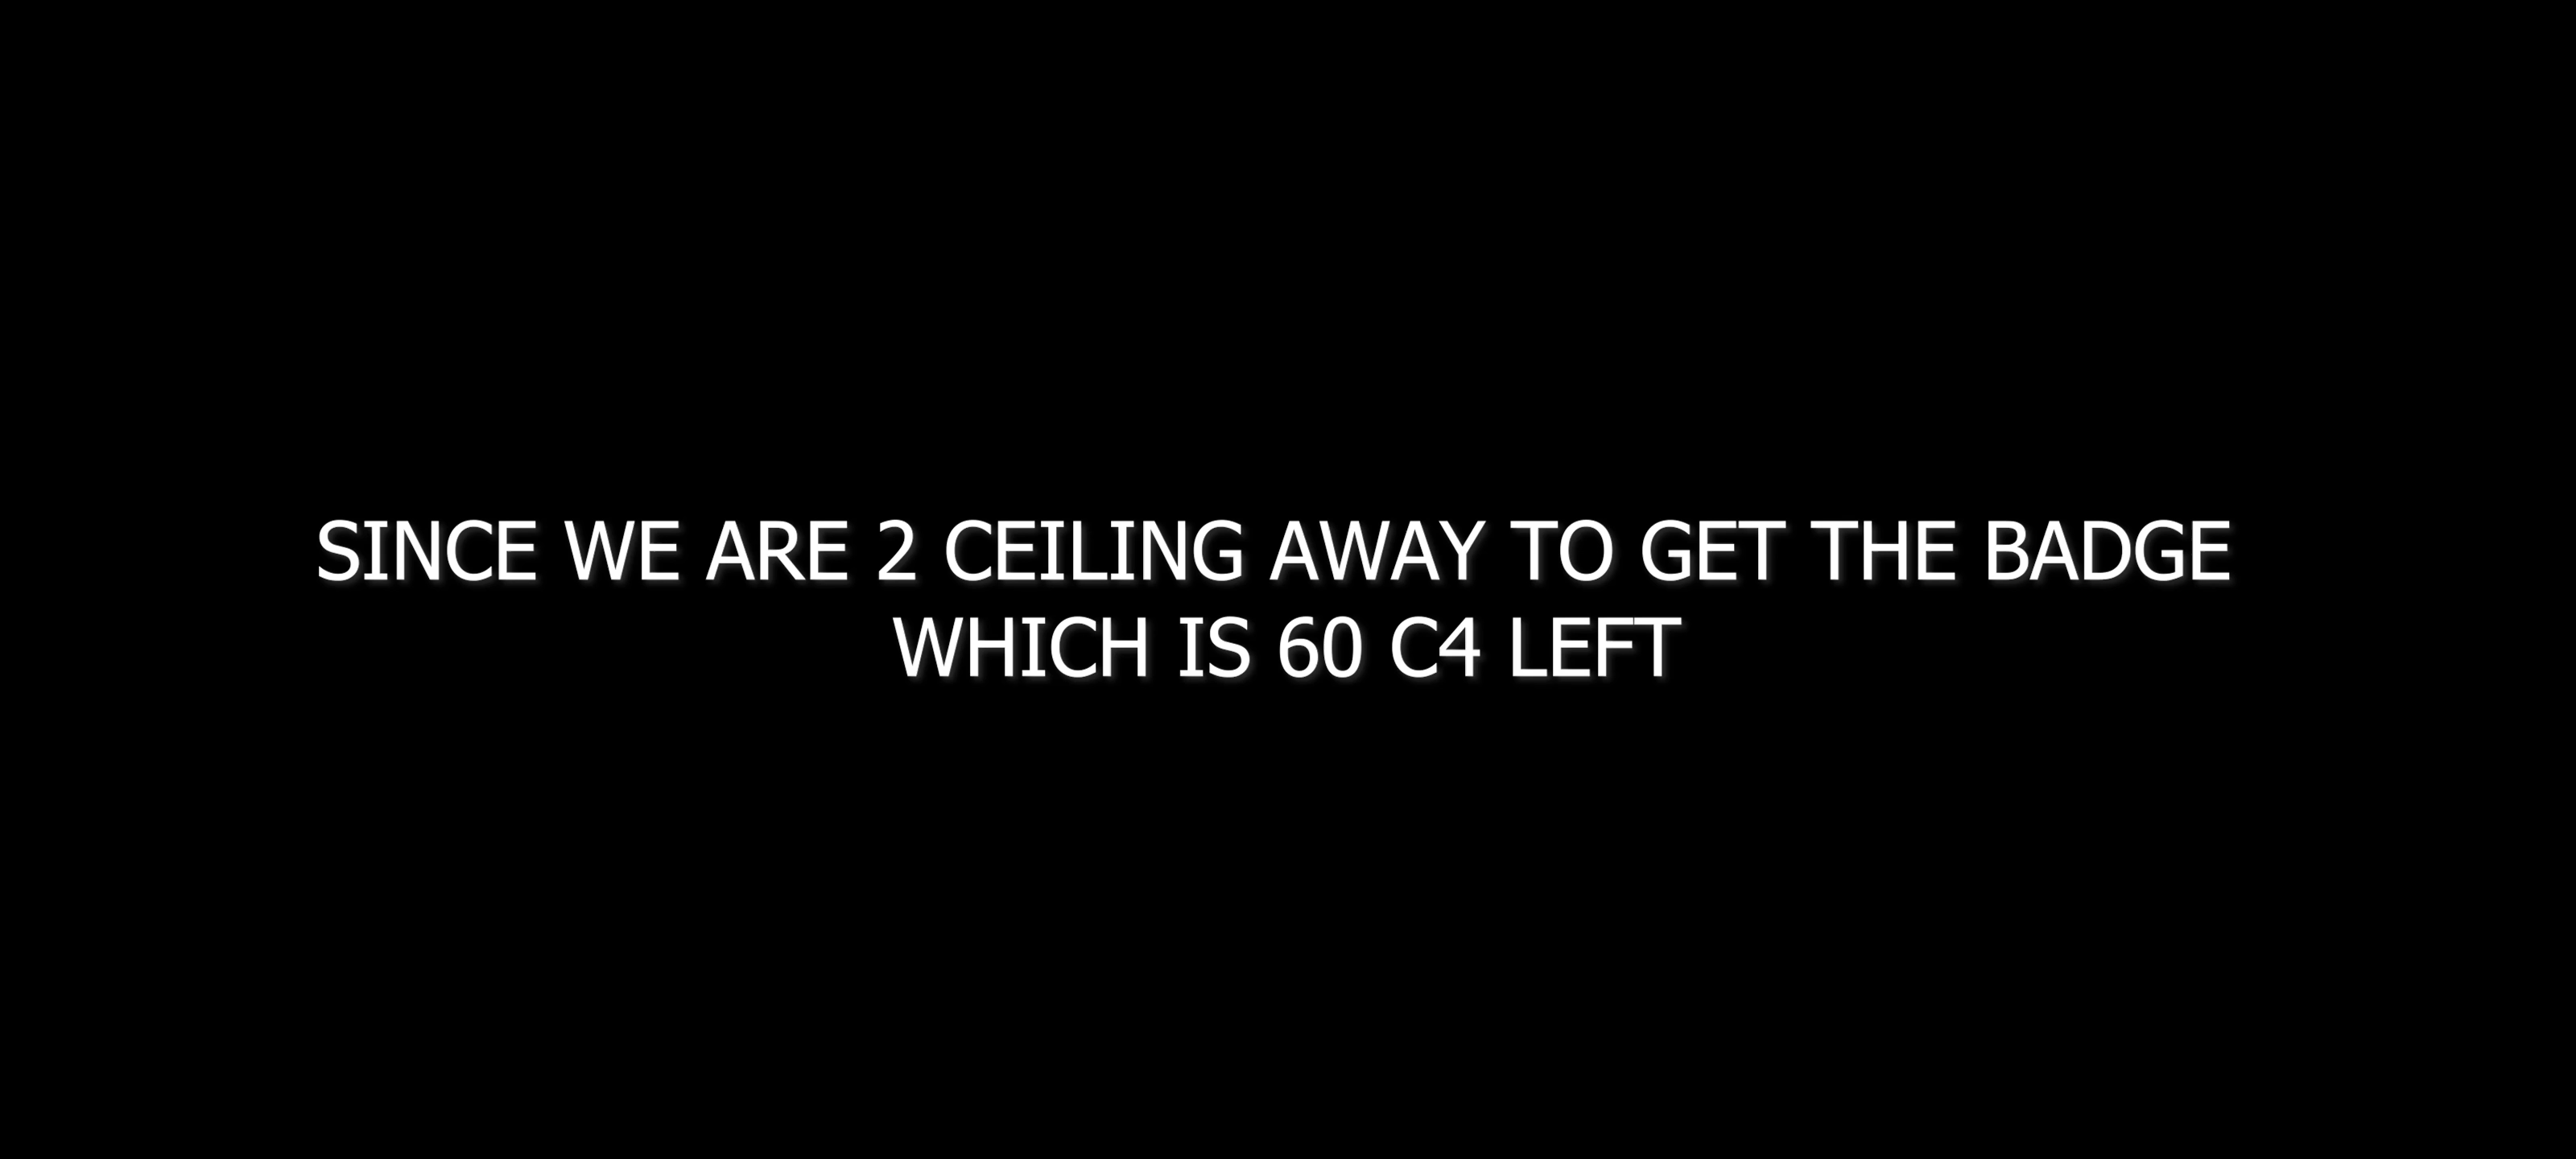 SINCE WE ARE 2 CEILING AWAY TO GET THE BADGE
WHICH IS 60 C4 LEFT